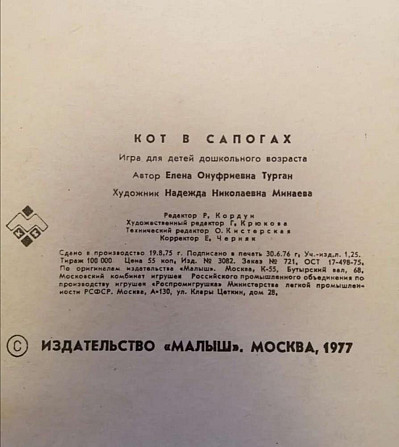 КОТ В САПОГАХ
Игра для детей дошкольного возраста
Автор Елена Онуфриевна Турган
Художник Надежда Николаевна Минаева
Редактор Р. Кордун
Художественный редактор Г. Крюкова
Технический редактор О. Кистерская
Корректор Е. Черняк
Сдано в производство 19.8.75 г. Подписано в печать 30.6.76 г. Уч.-изд.л. 1,25.
Тираж 100 000 Цена 55 коп. Изд. № 3082. Заказ № 721, ОСТ 17-498-75.
По оригиналам издательства «Малыш». Москва, К-55, Бутырский вал, 68.
Московский комбинат игрушек Российского промышленного объединения по
производству игрушек «Роспромигрушка» Министерства легкой промышлен-
ности РСФСР. Москва, А-130, ул. Клары Цеткин, дом 28.
© ИЗДАТЕЛЬСТВО «МАЛЫШ». МОСКВА, 1977